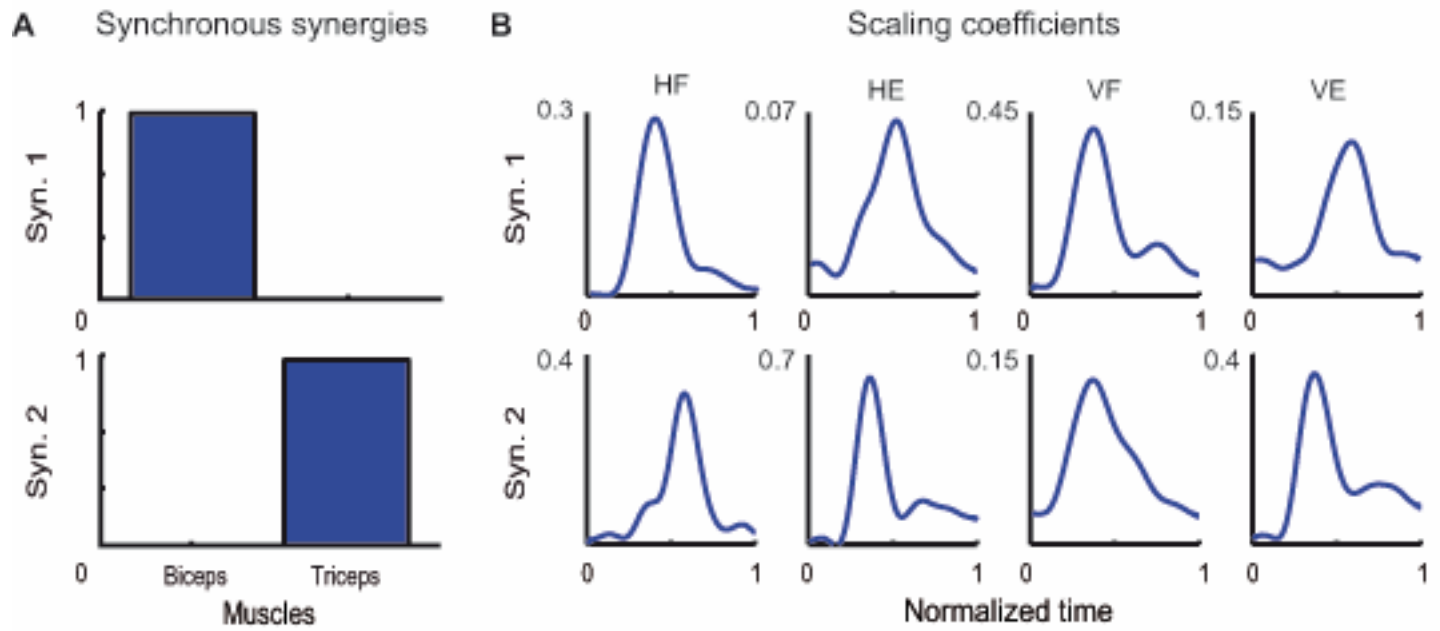 A Synchronous synergies
B Scaling coefficients
HF HE VF VE
1
Syn. 1
0
0.3 0.07 0.45 0.15
Syn. 1
0 1 0 1 0 1 0 1
1
Syn. 2
0 Biceps Triceps
Muscles
0.4 0.7 0.15 0.4
Syn. 2
0 1 0 1 0 1 0 1
Normalized time